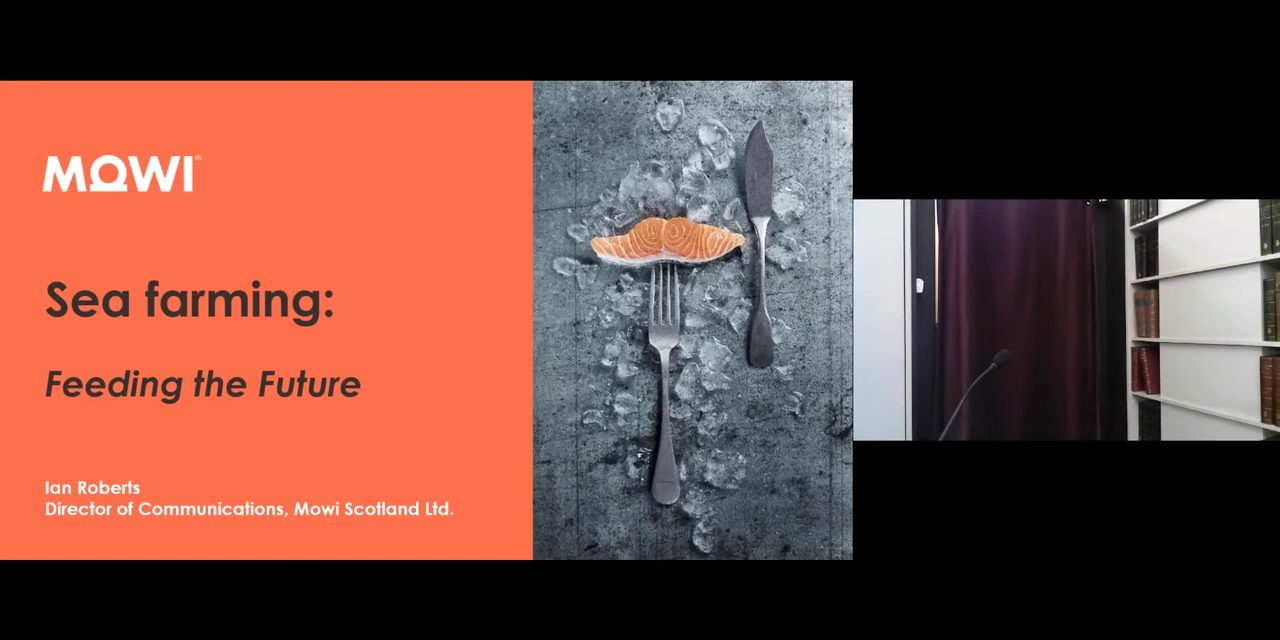 MOWI®
Sea farming:
Feeding the Future
Ian Roberts
Director of Communications, Mowi Scotland Ltd.